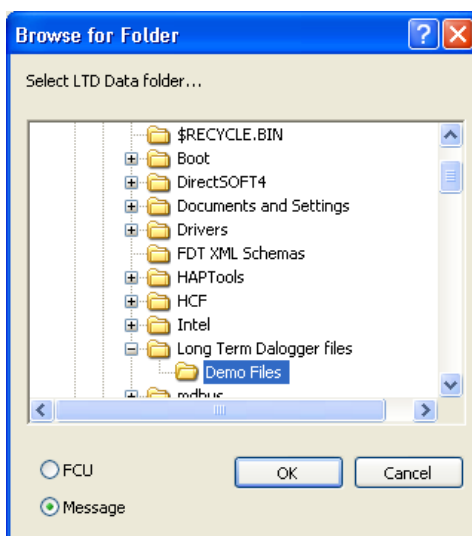 Browse for Folder
Select LTD Data folder...
$RECYCLE.BIN
Boot
DirectSOFT4
Documents and Settings
Drivers
FDT XML Schemas
HAPTools
HCF
Intel
Long Term Dalogger files
Demo Files
mdbus
FCU
OK
Cancel
Message